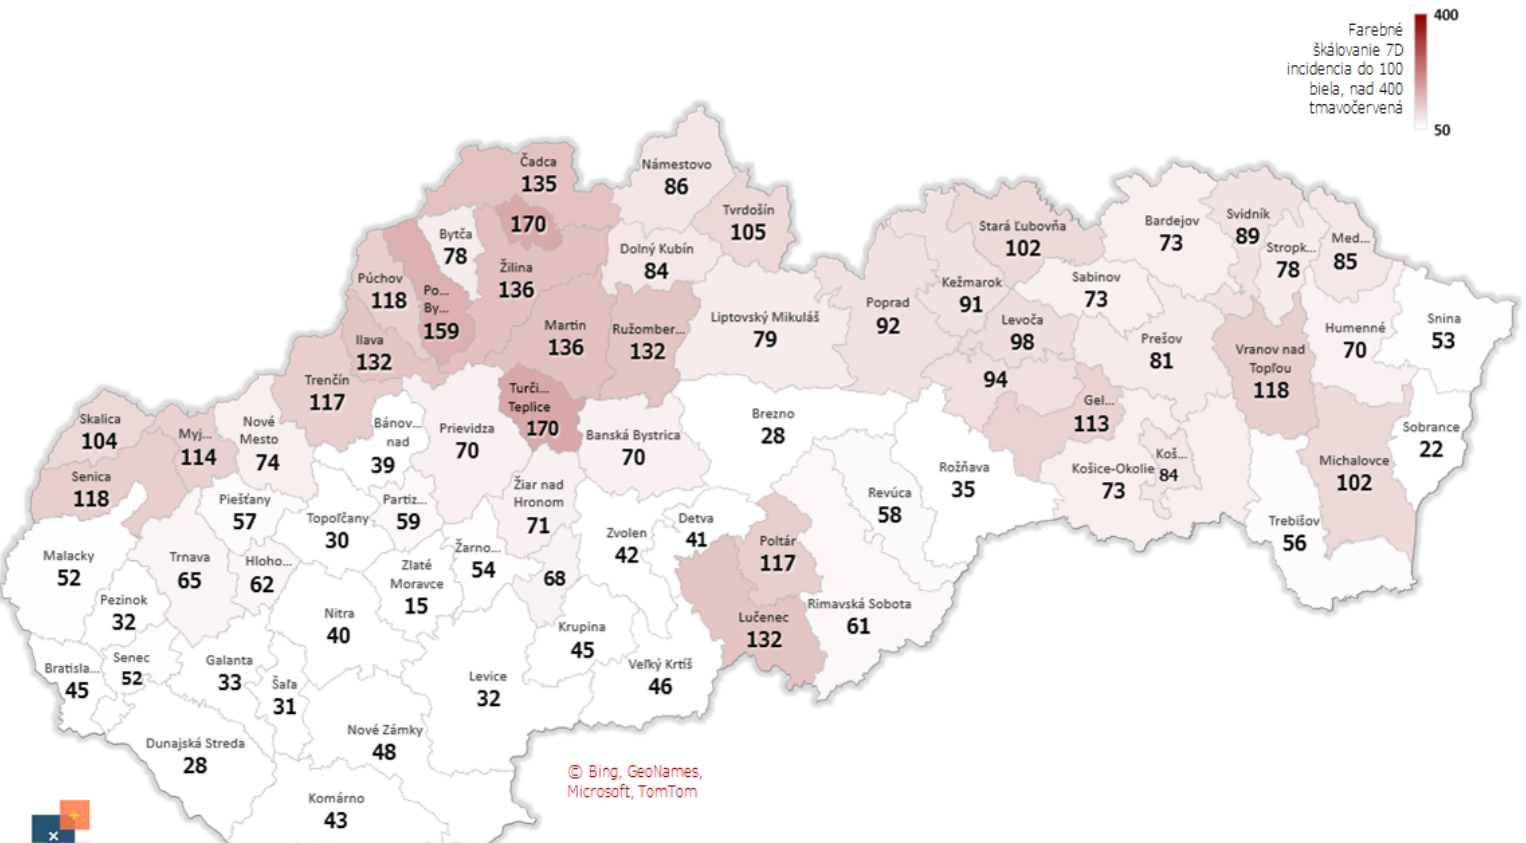 400
Farebné
škálovanie 7D
incidencia do 100
biela, nad 400
tmavočervená
50
Čadca
135
Námestovo
86
170
Tvrdošín
105
Bytča
78
Dolný Kubín
84
Žilina
136
Púchov
118
Po...
By...
159
Stará Ľubovňa
102
Bardejov
73
Svidník
89
Stropk...
78
Med...
85
Kežmarok
91
Sabinov
73
Poprad
92
Levoča
98
Liptovský Mikuláš
79
Martin
136
Ružomber...
132
Ilava
132
Prešov
81
Vranov nad
Topľou
118
Humenné
70
Snina
53
Trenčín
117
Turči...
Teplice
170
94
Gel...
113
Skalica
104
Myj...
114
Nové
Mesto
74
Bánov...
nad
39
Prievidza
70
Banská Bystrica
70
Brezno
28
Sobrance
22
Senica
118
Košice-Okolie
73
Koš...
84
Michalovce
102
Rožňava
35
Revúca
58
Piešťany
57
Topoľčany
30
Partiz...
59
Žiar nad
Hronom
71
Zvolen
42
Detva
41
Trebišov
56
Poltár
117
Malacky
52
Trnava
65
Hloho...
62
Zlaté
Moravce
15
Žarno...
54
68
Pezinok
32
Nitra
40
Krupina
45
Lučenec
132
Rimavská Sobota
61
Bratisla...
45
Senec
52
Galanta
33
Šaľa
31
Levice
32
Veľký Krtíš
46
Dunajská Streda
28
Nové Zámky
48
Komárno
43
© Bing, GeoNames,
Microsoft, TomTom